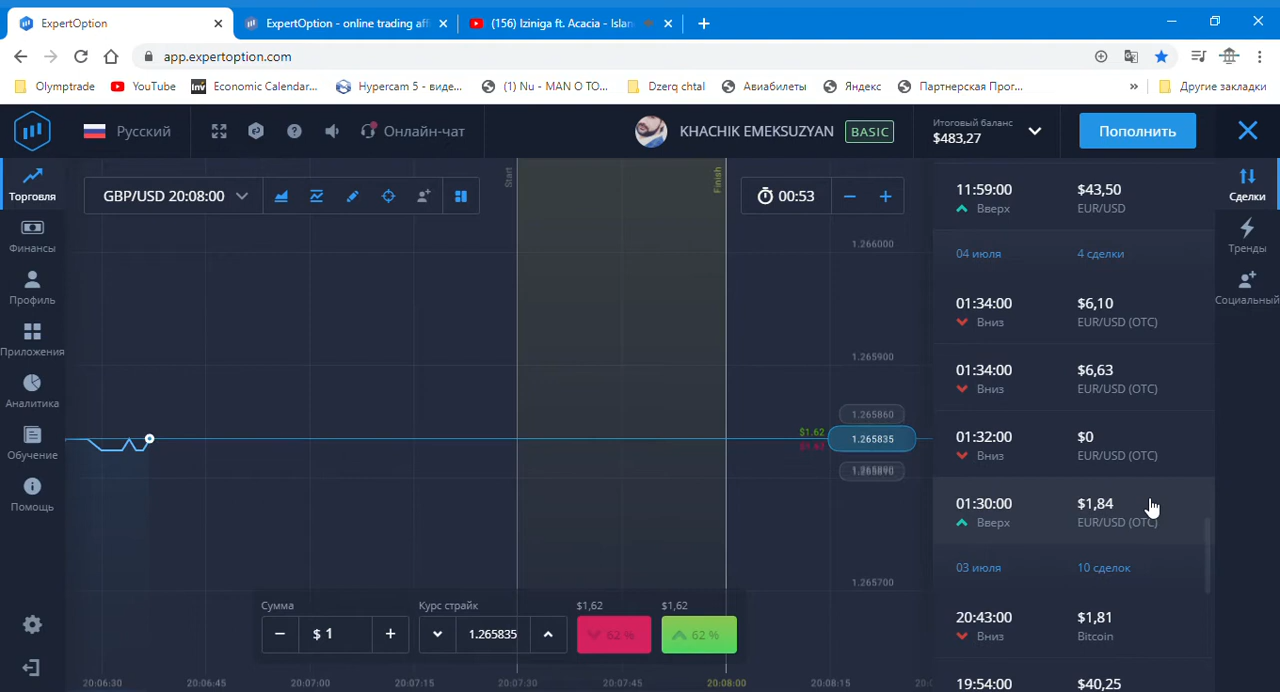 ExpertOption
ExpertOption - online trading affi
(156) Iziniga ft. Acacia - Islan
app.expertoption.com
Olymptrade
YouTube
Inv
Economic Calendar...
Hypercam 5 - виде...
(1) Nu - MAN O TO...
Dzerq chtal
Авиабилеты
Яндекс
Партнерская Прог...
»
Другие закладки
Русский
Онлайн-чат
KHACHIK EMEKSUZYAN
BASIC
Итоговый баланс
$483,27
Пополнить
Торговля
Финансы
Профиль
Приложения
Аналитика
Обучение
Помощь
GBP/USD 20:08:00
Start
Finish
00:53
1.266000
1.265900
1.265860
$1.62
1.265835
1.265700
Сумма
$ 1
Курс страйк
1.265835
$1,62
62 %
$1,62
62 %
20:06:30
20:06:45
20:07:00
20:07:15
20:07:30
20:07:45
20:08:00
20:08:15
11:59:00
$43,50
Вверх
EUR/USD
04 июля
4 сделки
01:34:00
$6,10
Вниз
EUR/USD (OTC)
01:34:00
$6,63
Вниз
EUR/USD (OTC)
01:32:00
$0
Вниз
EUR/USD (OTC)
01:30:00
$1,84
Вверх
EUR/USD (OTC)
03 июля
10 сделок
20:43:00
$1,81
Вниз
Bitcoin
19:54:00
$40,25
Сделки
Тренды
Социальный